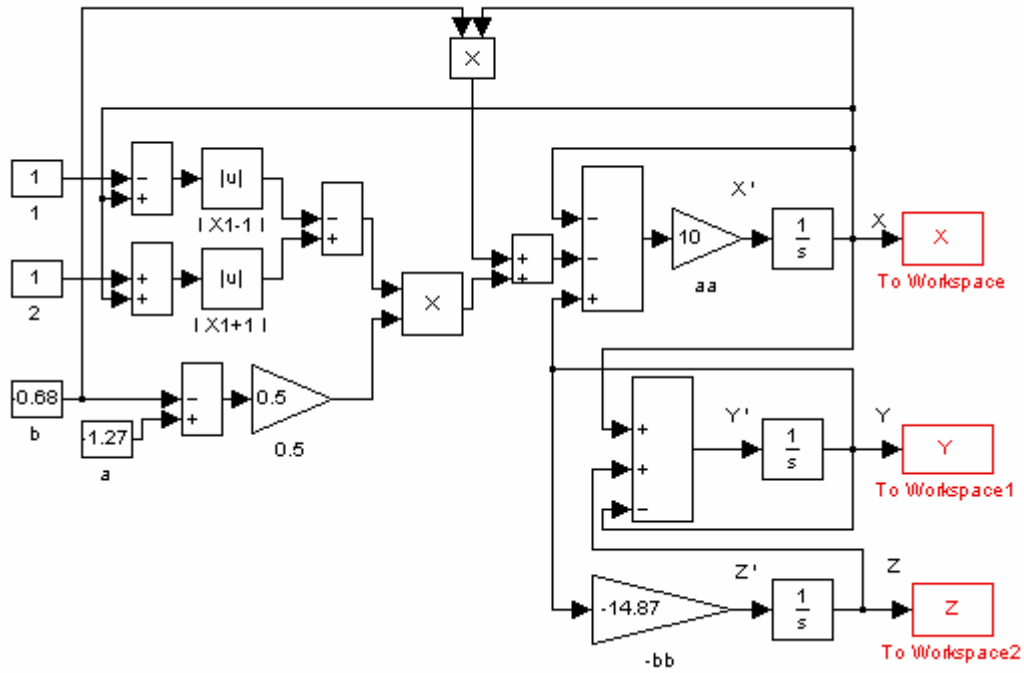 X
1
−
+
|u|
1
| X1-1 |
−
+
1
+
+
|u|
2
| X1+1 |
X
+
+
−
−
+
10
aa
X'
1
s
X
X
To Workspace
-0.68
b
−
+
-1.27
a
0.5
0.5
+
+
−
Y'
1
s
Y
Y
To Workspace1
-14.87
-bb
Z'
1
s
Z
Z
To Workspace2